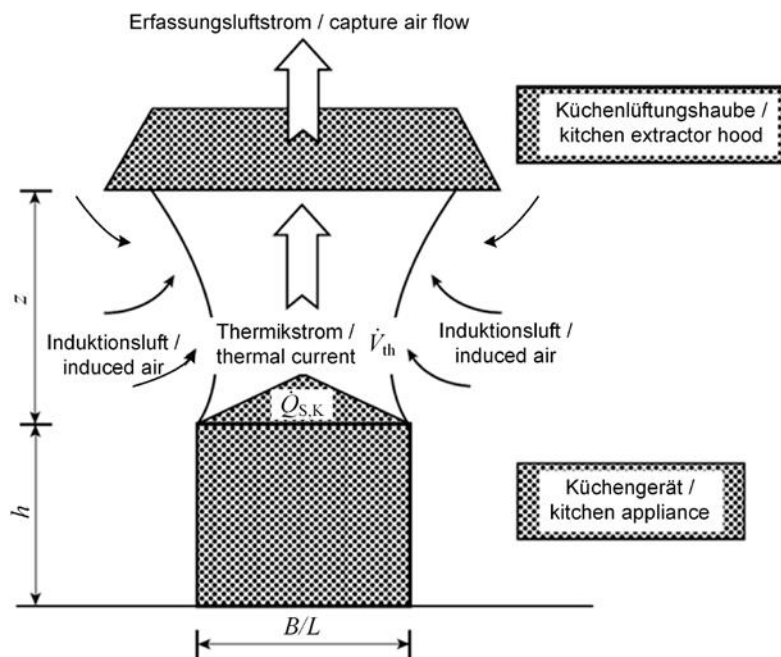 Erfassungsluftstrom / capture air flow
Küchenlüftungshaube /
kitchen extractor hood
z
Induktionsluft /
induced air
Thermikstrom /
thermal current
V̇th
Induktionsluft /
induced air
Q̇S,K
h
Küchengerät /
kitchen appliance
B/L